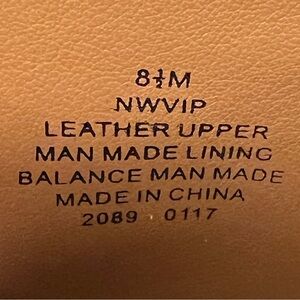 8½M
NWVIP
LEATHER UPPER
MAN MADE LINING
BALANCE MAN MADE
MADE IN CHINA
2089 0117